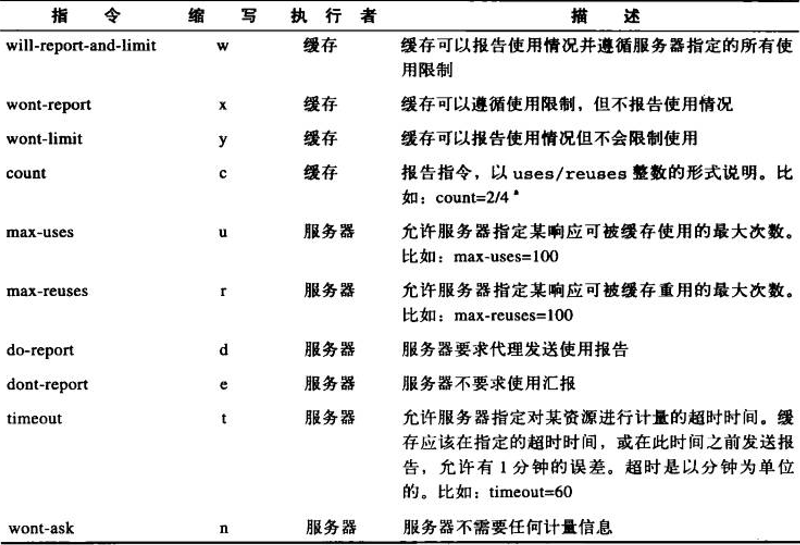 指 令 缩 写 执 行 者 描 述
will-report-and-limit w 缓存 缓存可以报告使用情况并遵循服务器指定的所有使
用限制
wont-report x 缓存 缓存可以遵循使用限制，但不报告使用情况
wont-limit y 缓存 缓存可以报告使用情况但不会限制使用
count c 缓存 报告指令，以 uses/reuses 整数的形式说明。比
如：count=2/4 a
max-uses u 服务器 允许服务器指定某响应可被缓存使用的最大次数。
比如：max-uses=100
max-reuses r 服务器 允许服务器指定某响应可被缓存重用的最大次数。
比如：max-reuses=100
do-report d 服务器 服务器要求代理发送使用报告
dont-report e 服务器 服务器不要求使用汇报
timeout t 服务器 允许服务器指定对某资源进行计量的超时时间。缓
存应该在指定的超时时间，或在此时间之前发送报
告，允许有 1 分钟的误差。超时是以分钟为单位
的。比如：timeout=60
wont-ask n 服务器 服务器不需要任何计量信息